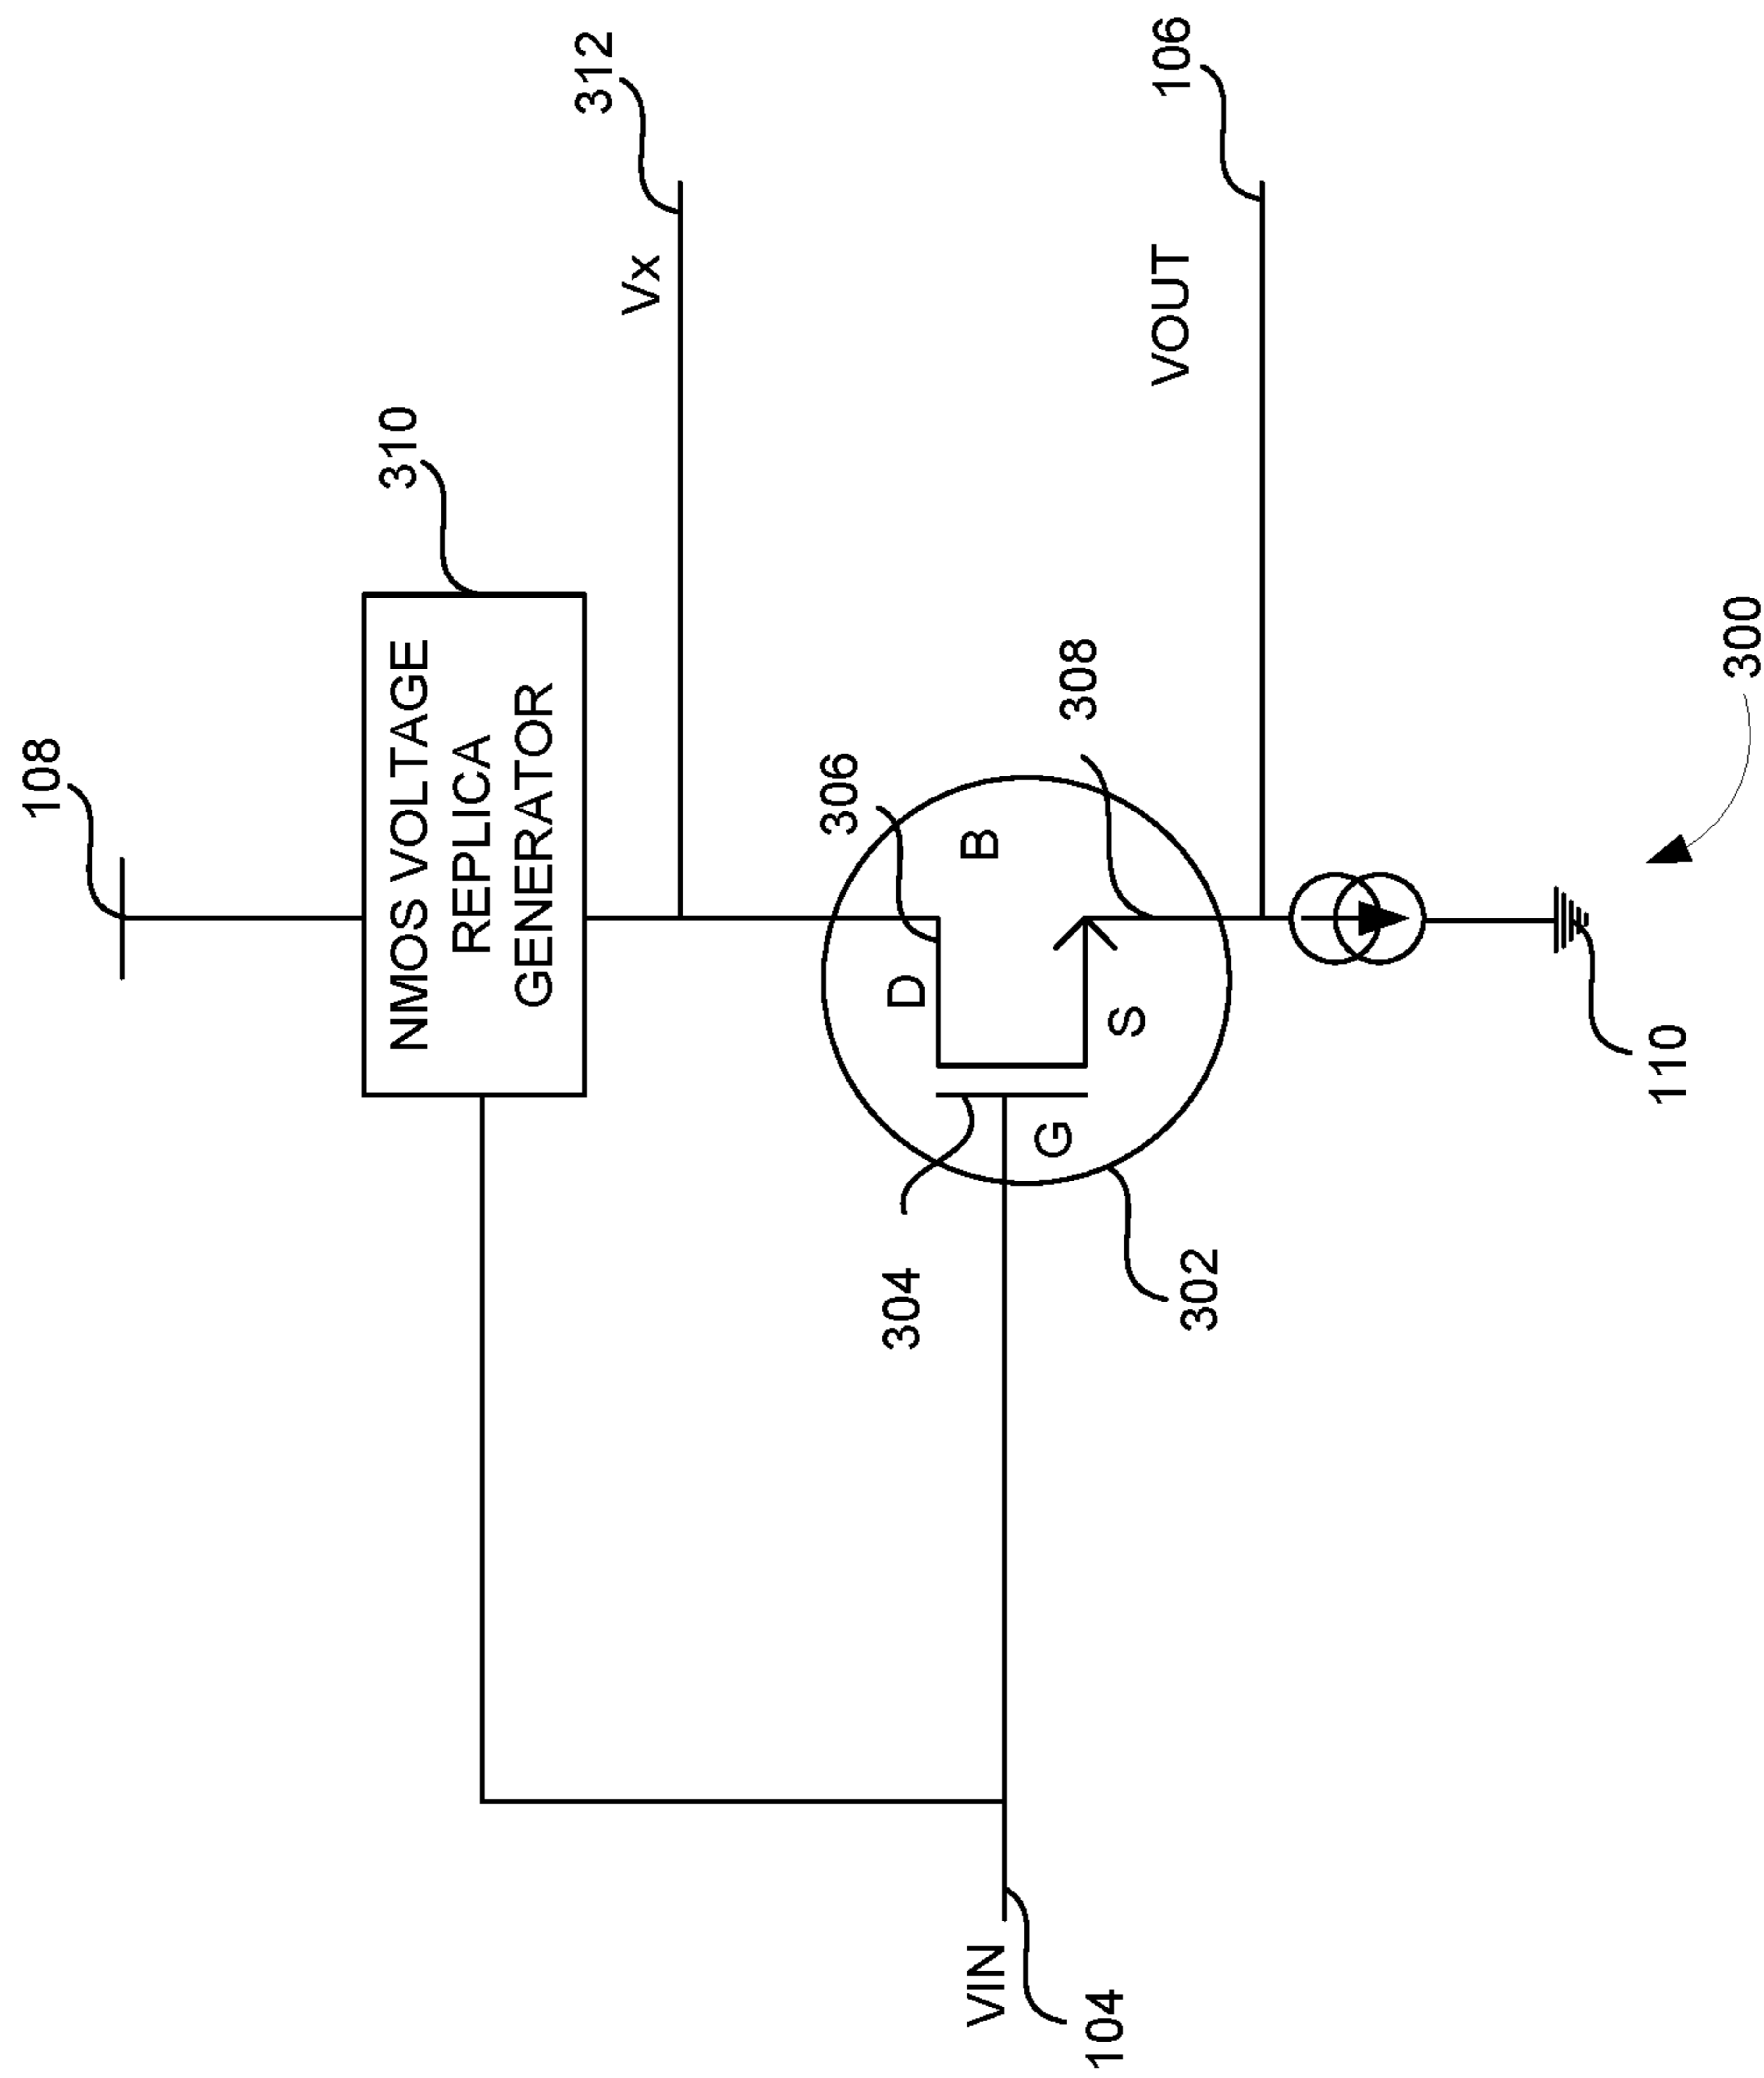 108
312
106
310
NMOS VOLTAGE
REPLICA
GENERATOR
Vx
VOUT
306
308
D
B
S
G
304
302
VIN
104
110
300